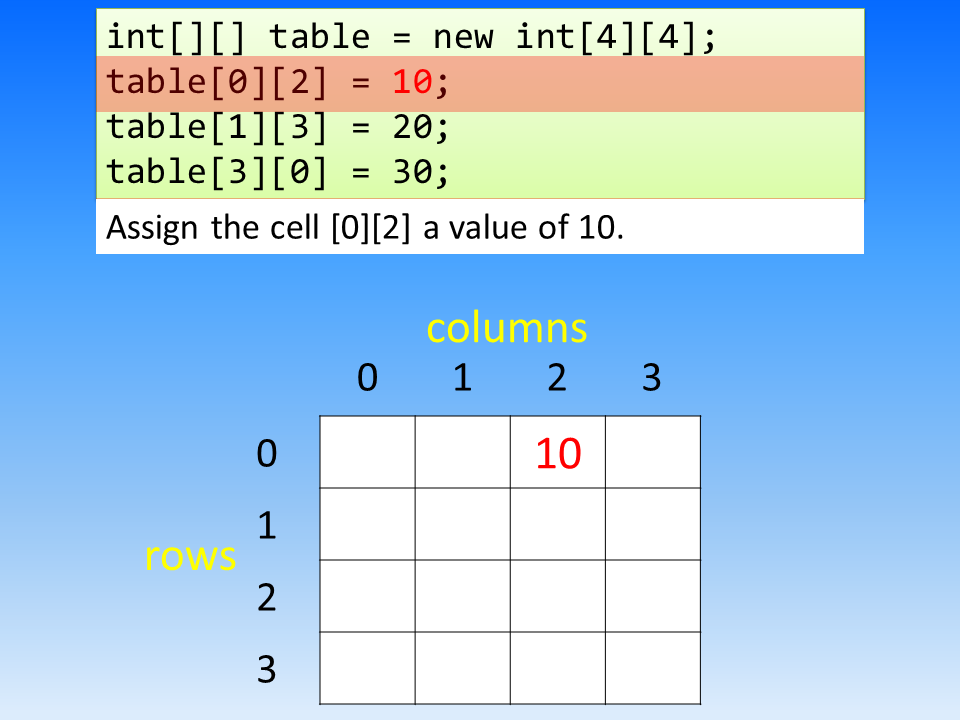 int[][] table = new int[4][4];
table[0][2] = 10;
table[1][3] = 20;
table[3][0] = 30;
Assign the cell [0][2] a value of 10.
columns
0 1 2 3
0 10
1
rows
2
3